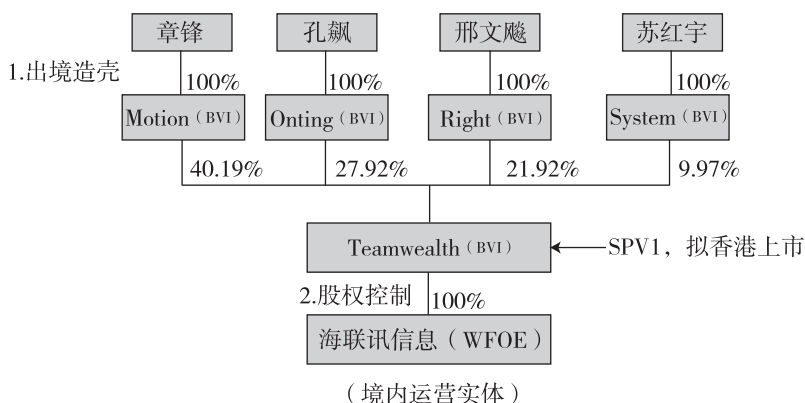 章锋 孔飙 邢文飚 苏红宇
1.出境造壳
100% 100% 100% 100%
Motion（BVI） Onting（BVI） Right（BVI） System（BVI）
40.19% 27.92% 21.92% 9.97%
Teamwealth（BVI） SPV1，拟香港上市
2.股权控制 100%
海联讯信息（WFOE）
（境内运营实体）